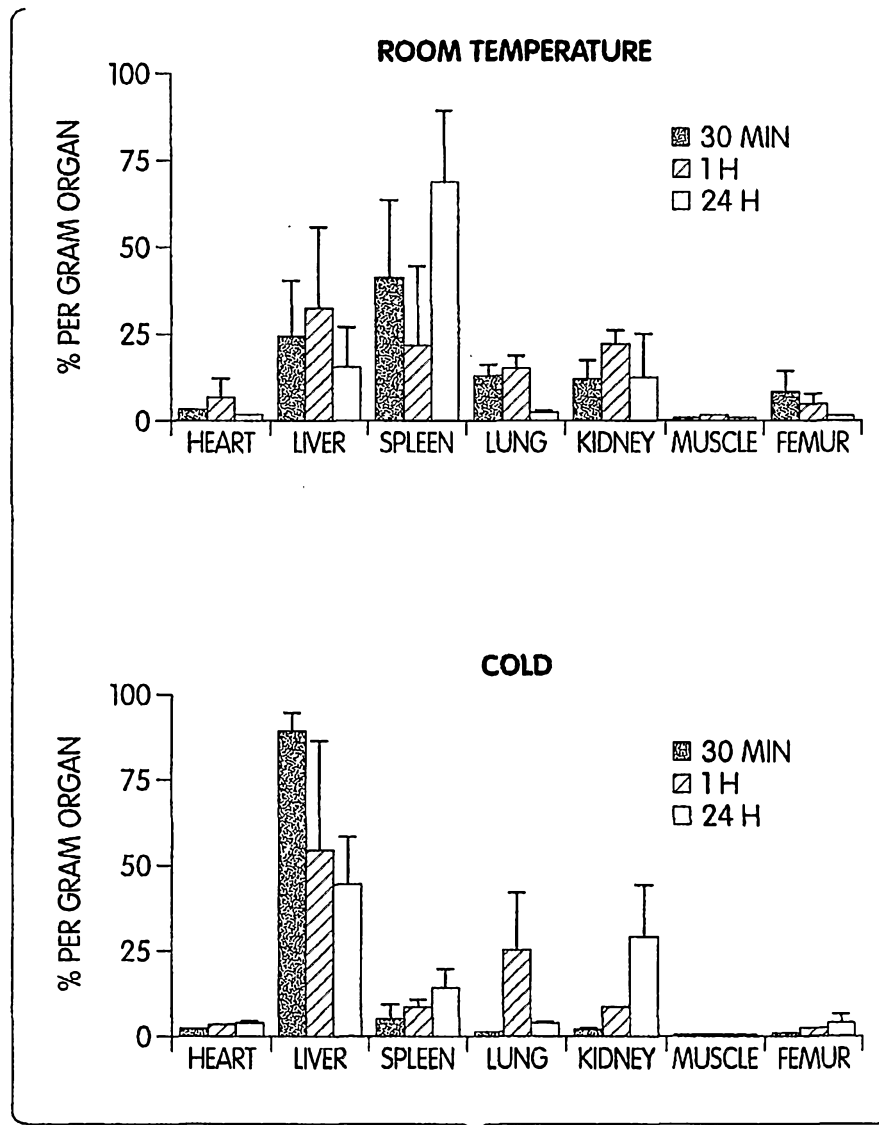 ROOM TEMPERATURE
100
75
50
25
0
% PER GRAM ORGAN
30 MIN
1 H
24 H
HEART LIVER SPLEEN LUNG KIDNEY MUSCLE FEMUR
COLD
100
75
50
25
0
% PER GRAM ORGAN
30 MIN
1 H
24 H
HEART LIVER SPLEEN LUNG KIDNEY MUSCLE FEMUR